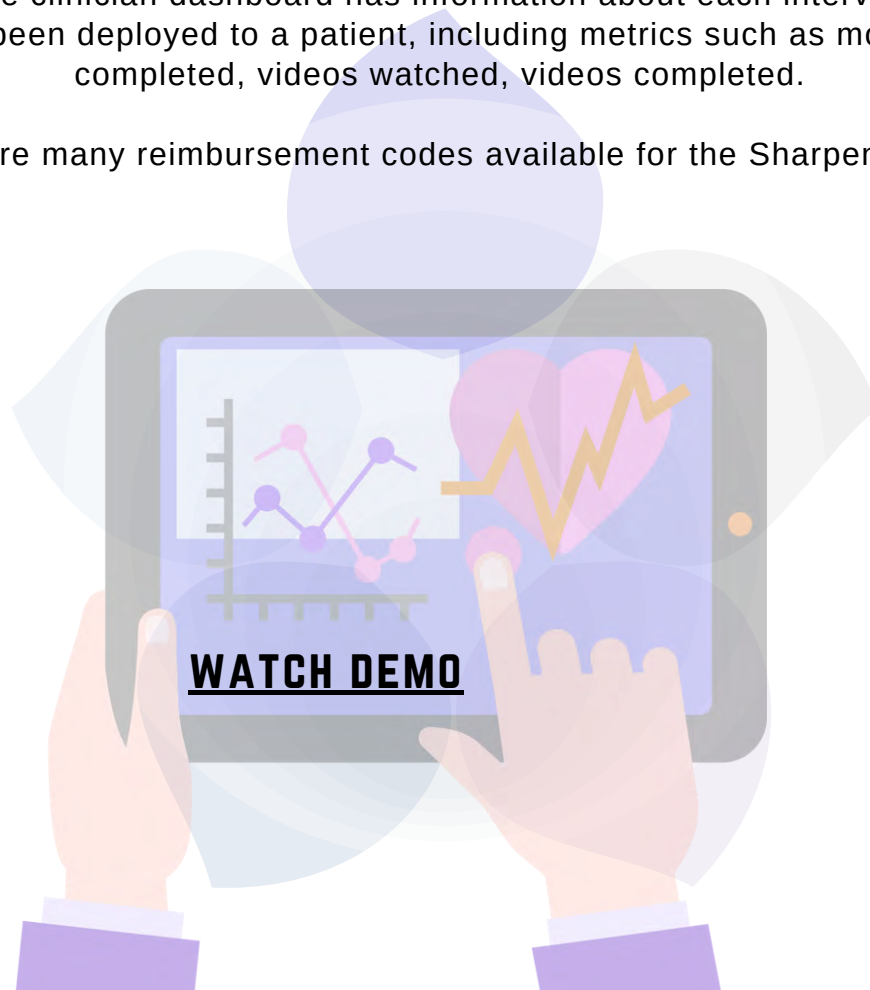 clinician dashboard has information about each
been deployed to a patient, including metrics such as
completed, videos watched, videos completed.
many reimbursement codes available for the
WATCH DEMO